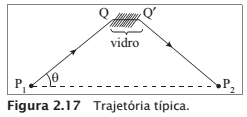 Q Q′
vidro
P₁ θ P₂
Figura 2.17 Trajetória típica.